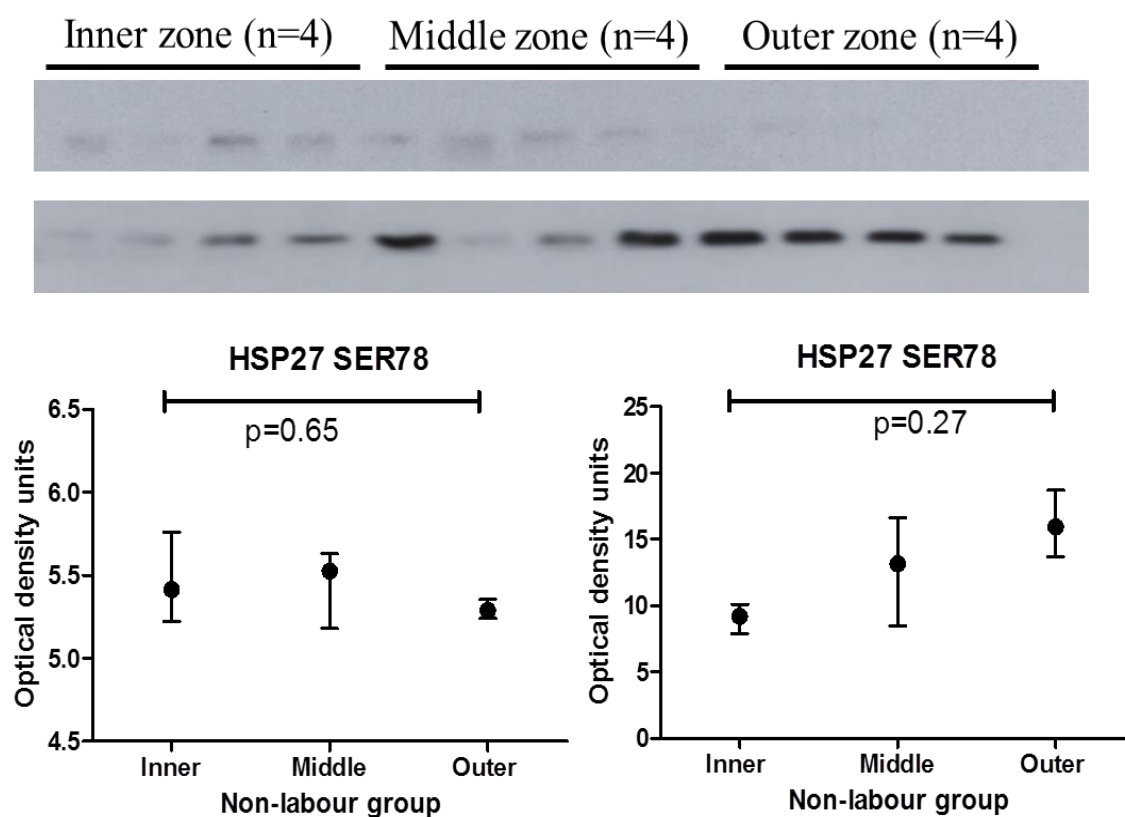 Inner zone (n=4) Middle zone (n=4) Outer zone (n=4)
HSP27 SER78
p=0.65
6.5
6.0
5.5
5.0
4.5
Optical density units
Inner Middle Outer
Non-labour group
HSP27 SER78
p=0.27
25
20
15
10
5
0
Optical density units
Inner Middle Outer
Non-labour group